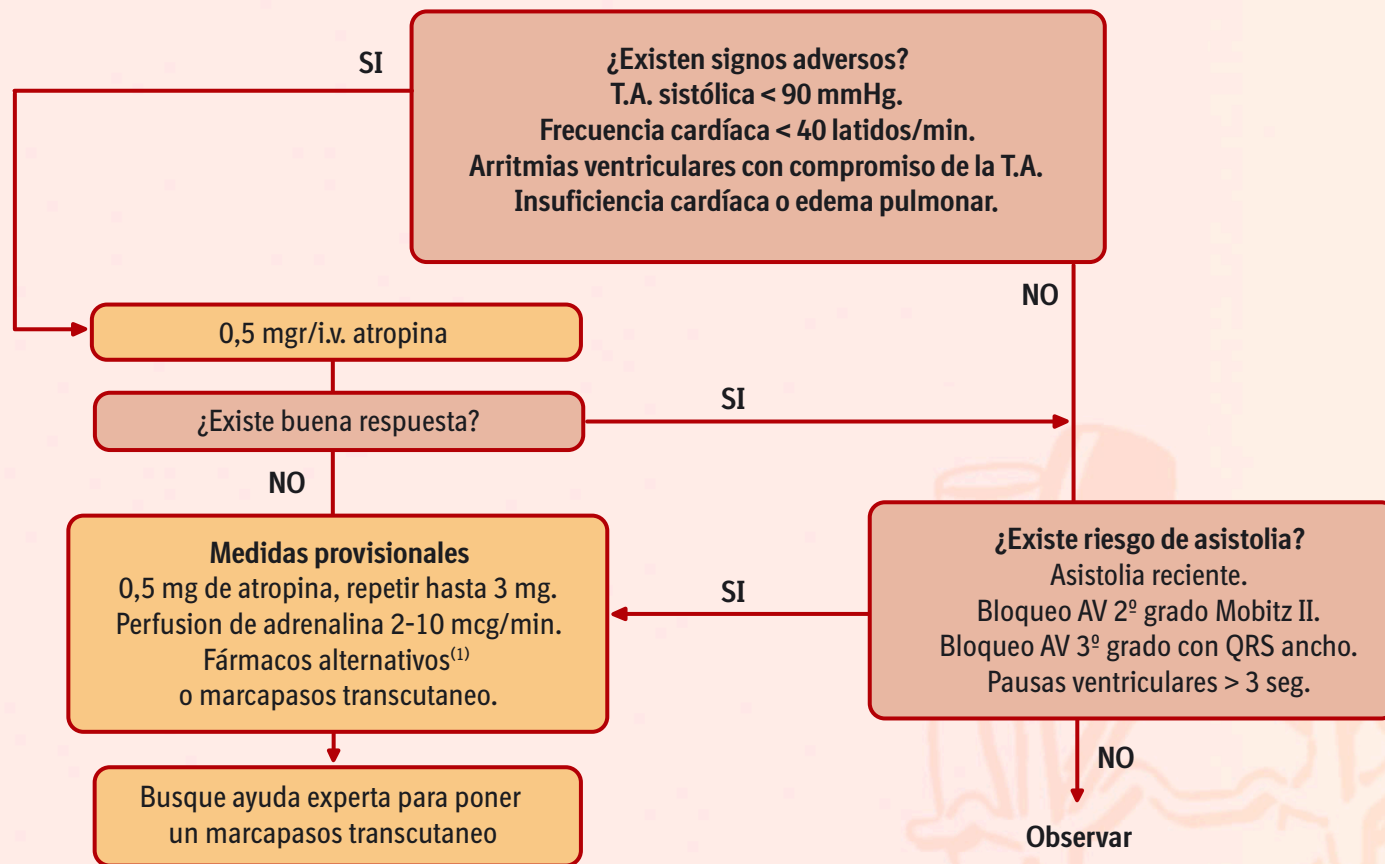 SI
¿Existen signos adversos?
T.A. sistólica < 90 mmHg.
Frecuencia cardíaca < 40 latidos/min.
Arritmias ventriculares con compromiso de la T.A.
Insuficiencia cardíaca o edema pulmonar.
NO
0,5 mgr/i.v. atropina
¿Existe buena respuesta?
SI
NO
Medidas provisionales
0,5 mg de atropina, repetir hasta 3 mg.
Perfusion de adrenalina 2-10 mcg/min.
Fármacos alternativos(1)
o marcapasos transcutaneo.
SI
¿Existe riesgo de asistolia?
Asistolia reciente.
Bloqueo AV 2º grado Mobitz II.
Bloqueo AV 3º grado con QRS ancho.
Pausas ventriculares > 3 seg.
NO
Busque ayuda experta para poner
un marcapasos transcutaneo
Observar